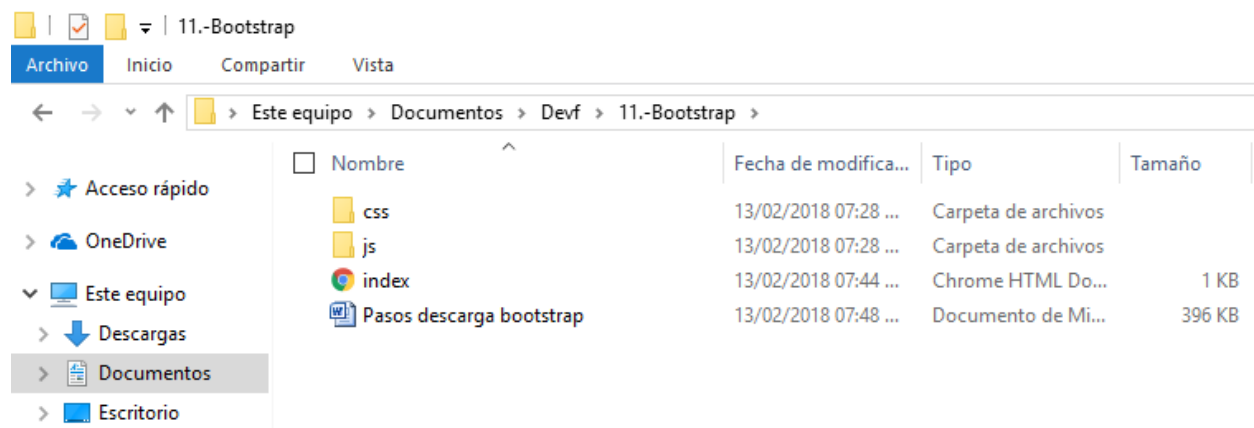 11.-Bootstrap
Archivo Inicio Compartir Vista
Este equipo > Documentos > Devf > 11.-Bootstrap >
Nombre Fecha de modifica... Tipo Tamaño
Acceso rápido
css 13/02/2018 07:28 ... Carpeta de archivos
OneDrive
js 13/02/2018 07:28 ... Carpeta de archivos
index 13/02/2018 07:44 ... Chrome HTML Do... 1 KB
Este equipo
Pasos descarga bootstrap 13/02/2018 07:48 ... Documento de Mi... 396 KB
Descargas
Documentos
Escritorio